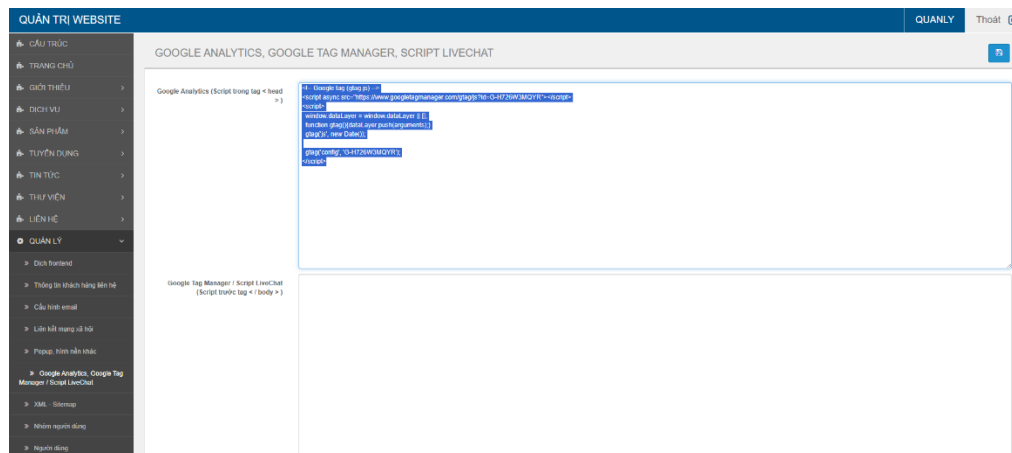 QUẢN TRỊ WEBSITE
QUANLY
Thoát
CẤU TRÚC
TRANG CHỦ
GIỚI THIỆU
DỊCH VỤ
SẢN PHẨM
TUYỂN DỤNG
TIN TỨC
THƯ VIỆN
LIÊN HỆ
QUẢN LÝ
Dịch frontend
Thông tin khách hàng liên hệ
Cấu hình email
Liên kết mạng xã hội
Popup, hình nền khác
Google Analytics, Google Tag
Manager / Script LiveChat
XML - Sitemap
Nhóm người dùng
Người dùng
GOOGLE ANALYTICS, GOOGLE TAG MANAGER, SCRIPT LIVECHAT
Google Analytics (Script trong tag < head
> )
<!-- Google tag (gtag.js) -->
<script async src="https://www.googletagmanager.com/gtag/js?id=G-H726W3MQYR"></script>
<script>
window.dataLayer = window.dataLayer || [];
function gtag(){dataLayer.push(arguments);}
gtag('js', new Date());
gtag('config', 'G-H726W3MQYR');
</script>
Google Tag Manager / Script LiveChat
(Script trước tag < / body > )